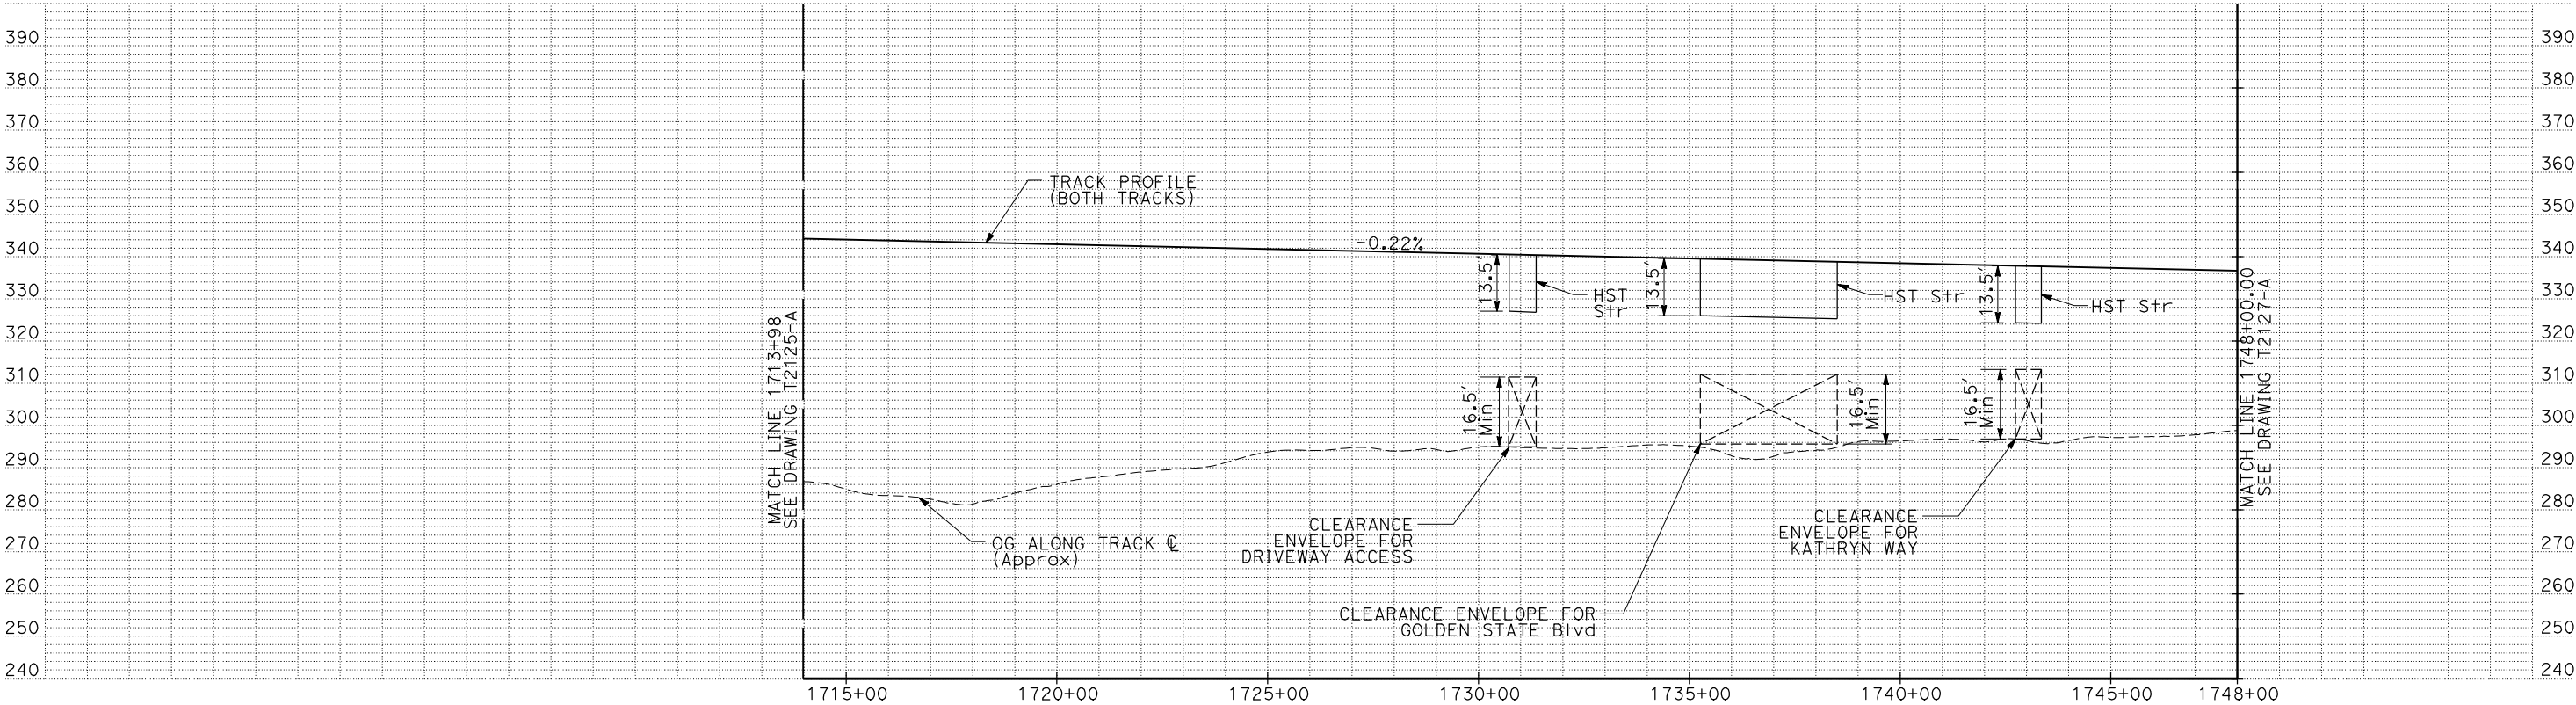 390
390
380
380
370
370
360
360
TRACK PROFILE
(BOTH TRACKS)
350
350
340
-0.22%
340
13.5'
13.5'
13.5'
330
HST
Str
HST Str
HST Str
330
320
320
MATCH LINE 1713+98
SEE DRAWING T2125-A
MATCH LINE 1748+00.00
SEE DRAWING T2127-A
310
310
16.5'
Min
16.5'
Min
16.5'
Min
300
300
290
290
280
280
CLEARANCE
ENVELOPE FOR
DRIVEWAY ACCESS
CLEARANCE
ENVELOPE FOR
KATHRYN WAY
OG ALONG TRACK ℄
(Approx)
270
270
260
260
CLEARANCE ENVELOPE FOR
GOLDEN STATE Blvd
250
250
240
240
1715+00
1720+00
1725+00
1730+00
1735+00
1740+00
1745+00
1748+00